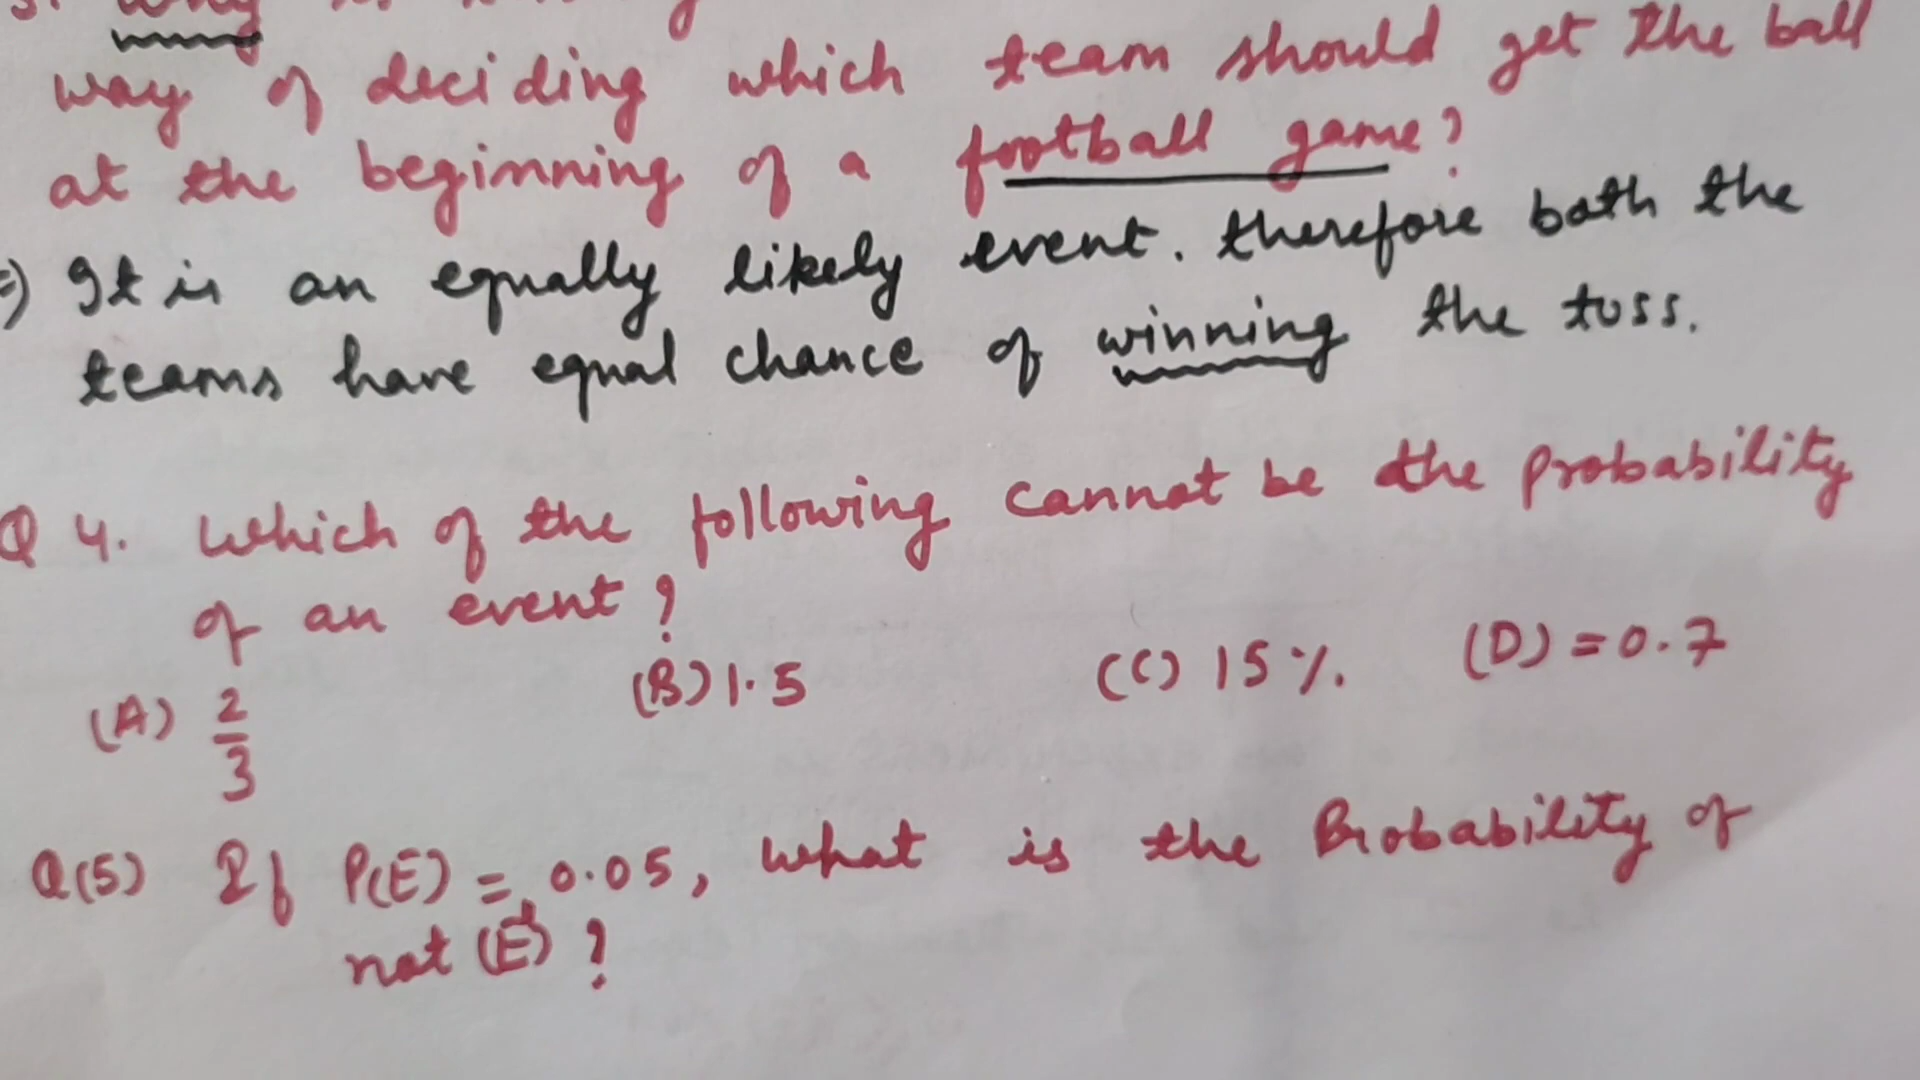 way of deciding which team should get the ball
at the beginning of a football game?
=) It is an equally likely event. therefore both the
teams have equal chance of winning the toss.
Q 4. Which of the following cannot be the probability
of an event?
(A) 2/3 (B) 1.5 (C) 15%. (D) = 0.7
Q(5) If P(E) = 0.05, what is the Probability of
not (E)?